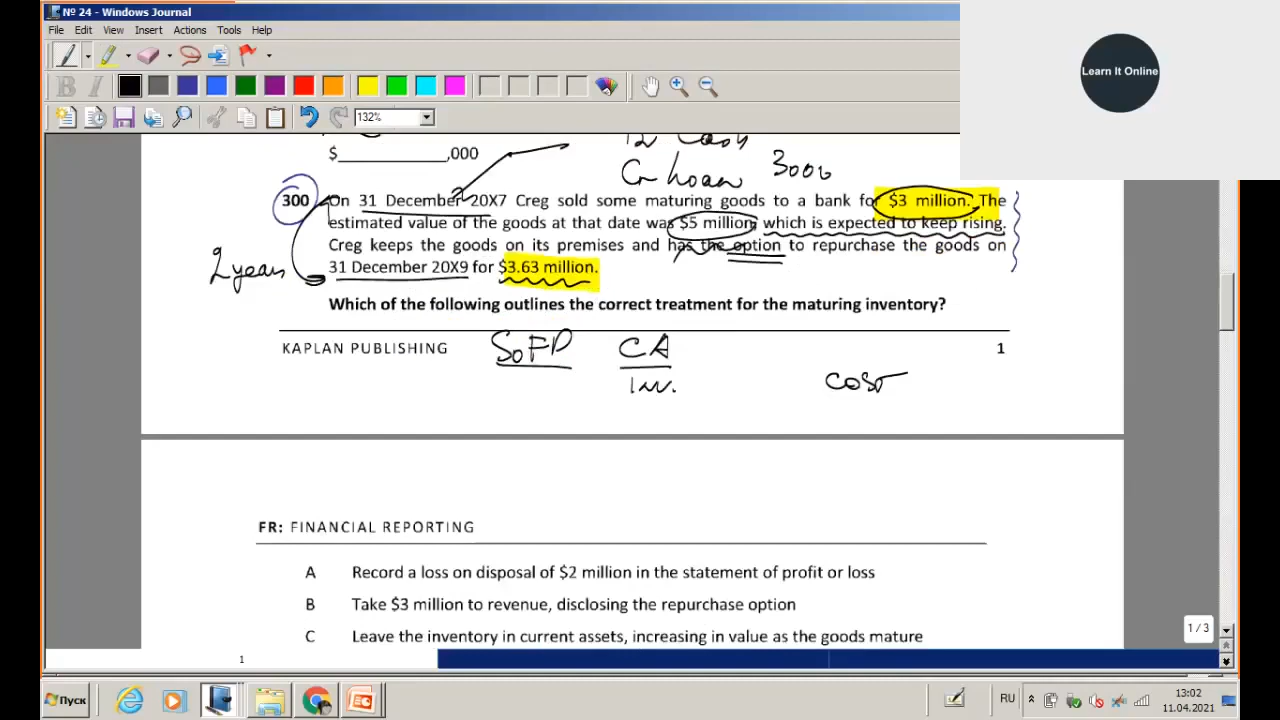 № 24 - Windows Journal
File Edit View Insert Actions Tools Help
Learn It Online
B I
132%
Cash
$____________,000
Cr Loan 3000
300 On 31 December 20X7 Creg sold some maturing goods to a bank for $3 million. The
estimated value of the goods at that date was $5 million, which is expected to keep rising.
Creg keeps the goods on its premises and has the option to repurchase the goods on
2 years
31 December 20X9 for $3.63 million.
Which of the following outlines the correct treatment for the maturing inventory?
KAPLAN PUBLISHING SoFP CA 1
Inv. cost
FR: FINANCIAL REPORTING
A Record a loss on disposal of $2 million in the statement of profit or loss
B Take $3 million to revenue, disclosing the repurchase option
C Leave the inventory in current assets, increasing in value as the goods mature
1 / 3
1
Пуск RU 13:02
11.04.2021